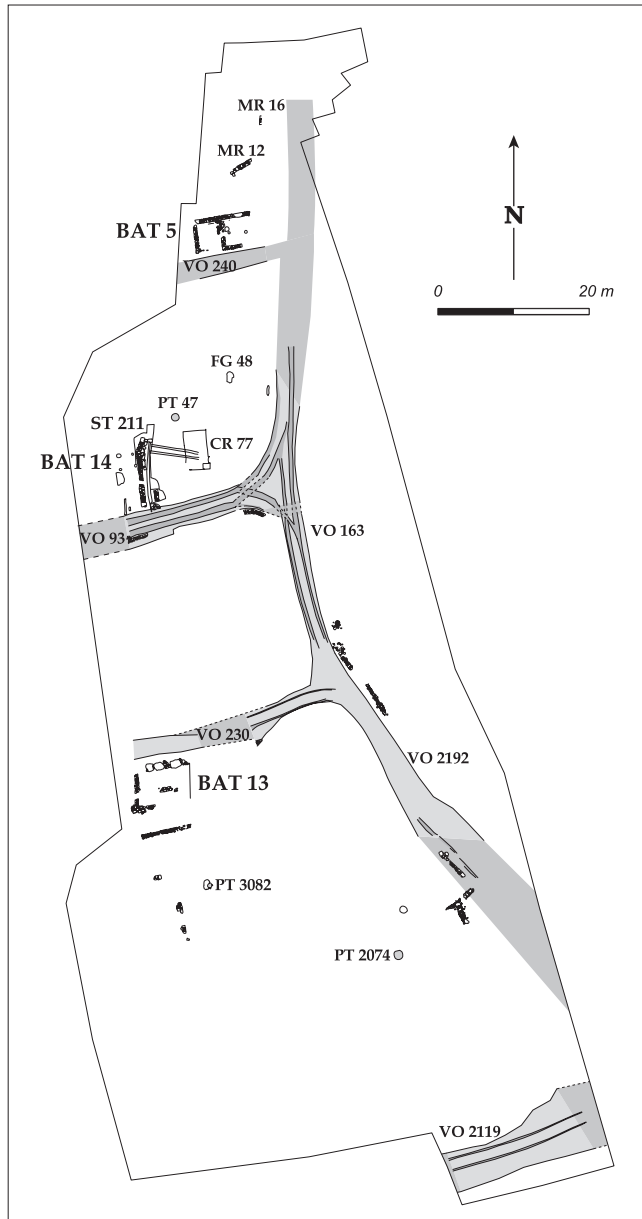 MR 16
MR 12
N
BAT 5
VO 240
0 20 m
FG 48
PT 47
ST 211
CR 77
BAT 14
VO 163
VO 93
VO 230
VO 2192
BAT 13
PT 3082
PT 2074
VO 2119